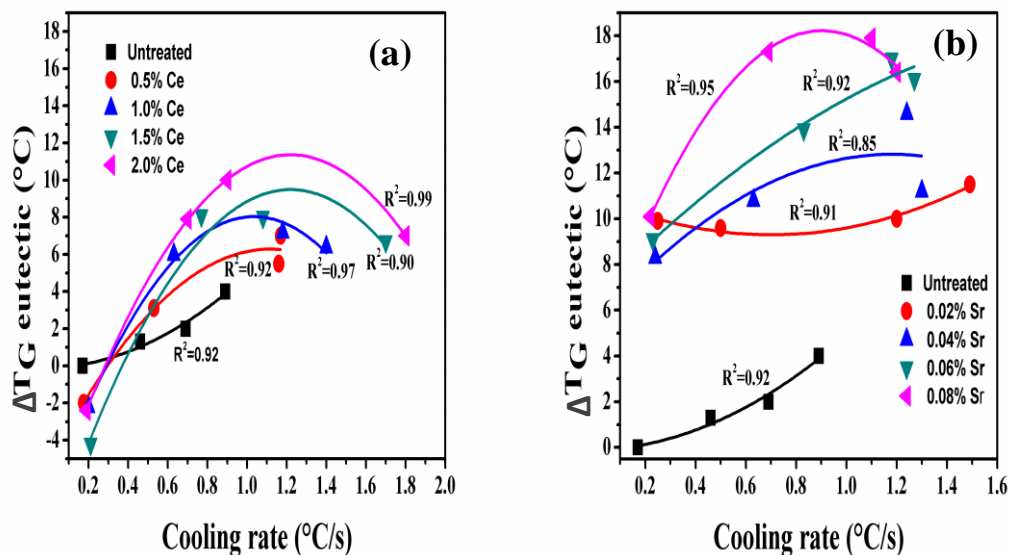 (a)
ΔT_G eutectic (°C)
18
16
14
12
10
8
6
4
2
0
-2
-4
Untreated
0.5% Ce
1.0% Ce
1.5% Ce
2.0% Ce
R²=0.99
R²=0.92
R²=0.97
R²=0.90
R²=0.92
0.2 0.4 0.6 0.8 1.0 1.2 1.4 1.6 1.8 2.0
Cooling rate (°C/s)
(b)
ΔT_G eutectic (°C)
18
16
14
12
10
8
6
4
2
0
R²=0.95
R²=0.92
R²=0.85
R²=0.91
Untreated
0.02% Sr
0.04% Sr
0.06% Sr
0.08% Sr
R²=0.92
0.2 0.4 0.6 0.8 1.0 1.2 1.4 1.6
Cooling rate (°C/s)